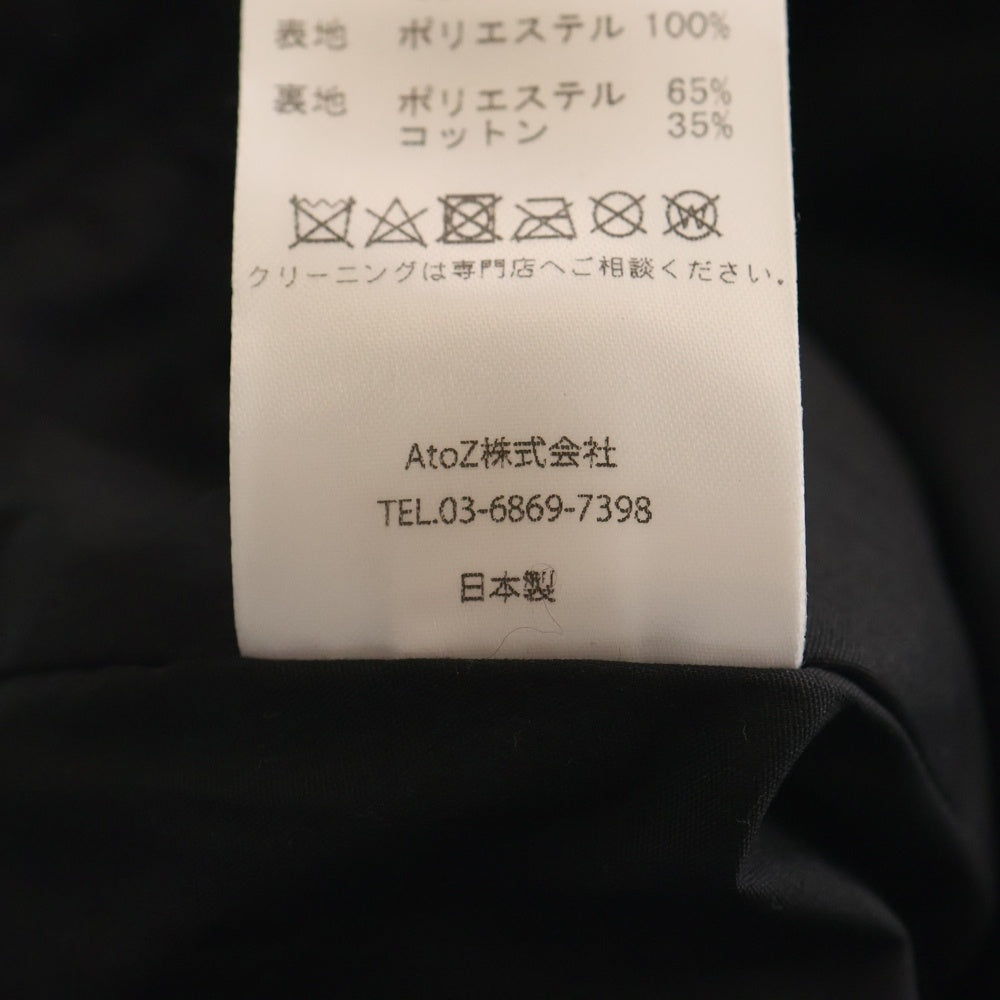 表地 ポリエステル 100%
裏地 ポリエステル 65%
コットン 35%
W
クリーニングは専門店へご相談ください。
AtoZ株式会社
TEL.03-6869-7398
日本製